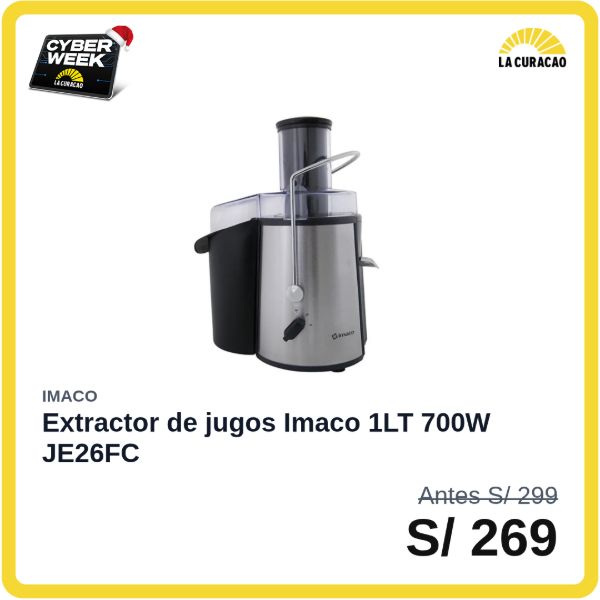 CYBER
WEEK
LA CURACAO
LA CURACAO
imaco
IMACO
Extractor de jugos Imaco 1LT 700W
JE26FC
Antes S/ 299
S/ 269